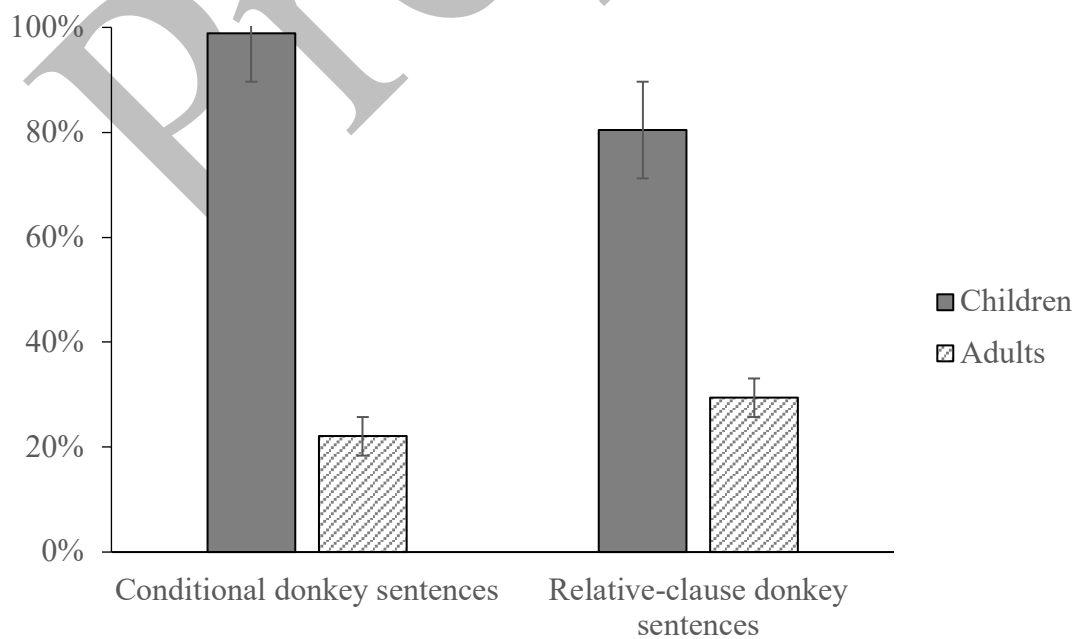 100%
80%
60%
40%
20%
0%
Conditional donkey sentences
Relative-clause donkey
sentences
Children
Adults